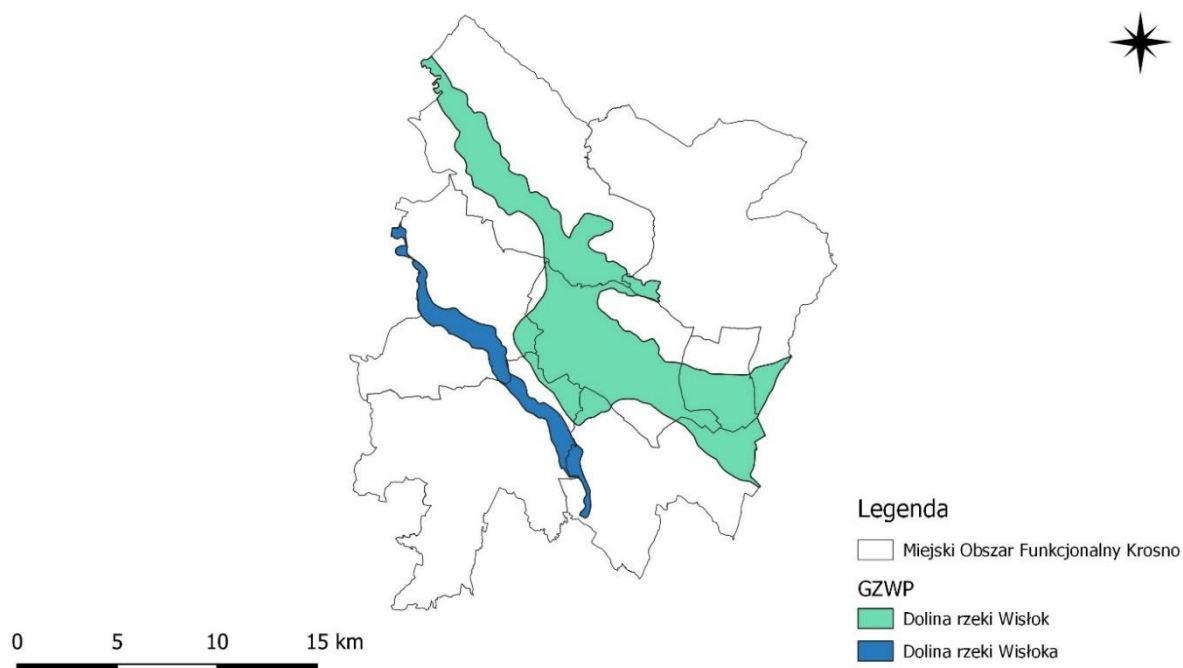 Legenda
Miejski Obszar Funkcjonalny Krosno
GZWP
Dolina rzeki Wisłok
Dolina rzeki Wisłoka
0 5 10 15 km